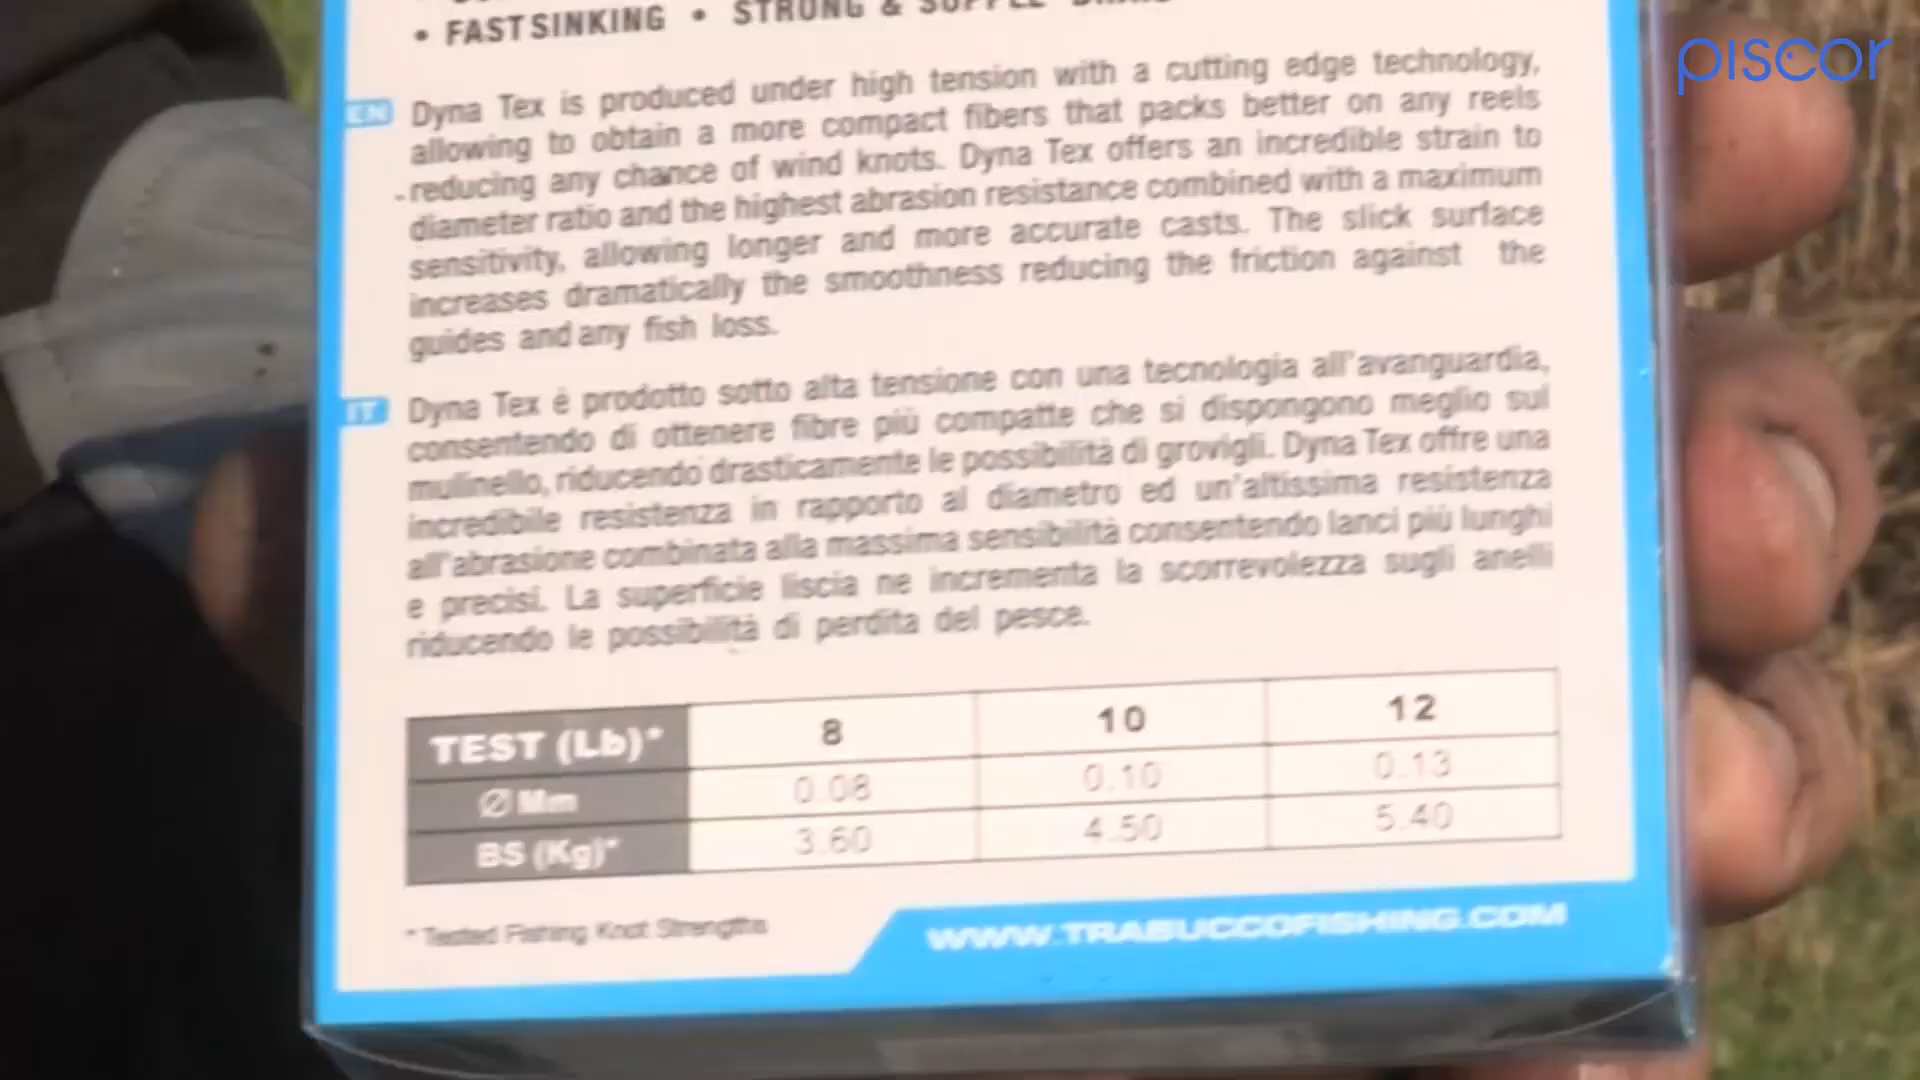 piscor
• FAST SINKING • STRONG & SUPPLE
EN Dyna Tex is produced under high tension with a cutting edge technology,
allowing to obtain a more compact fibers that packs better on any reels
- reducing any chance of wind knots. Dyna Tex offers an incredible strain to
diameter ratio and the highest abrasion resistance combined with a maximum
sensitivity, allowing longer and more accurate casts. The slick surface
increases dramatically the smoothness reducing the friction against the
guides and any fish loss.
IT Dyna Tex è prodotto sotto alta tensione con una tecnologia all'avanguardia,
consentendo di ottenere fibre più compatte che si dispongono meglio sul
mulinello, riducendo drasticamente le possibilità di grovigli. Dyna Tex offre una
incredibile resistenza in rapporto al diametro ed un'altissima resistenza
all'abrasione combinata alla massima sensibilità consentendo lanci più lunghi
e precisi. La superficie liscia ne incrementa la scorrevolezza sugli anelli
riducendo le possibilità di perdita del pesce.
TEST (Lb)* 8 10 12
Ø Mm 0.08 0.10 0.13
BS (Kg)* 3.60 4.50 5.40
* Tested Fishing Knot Strengths
WWW.TRABUCCOFISHING.COM